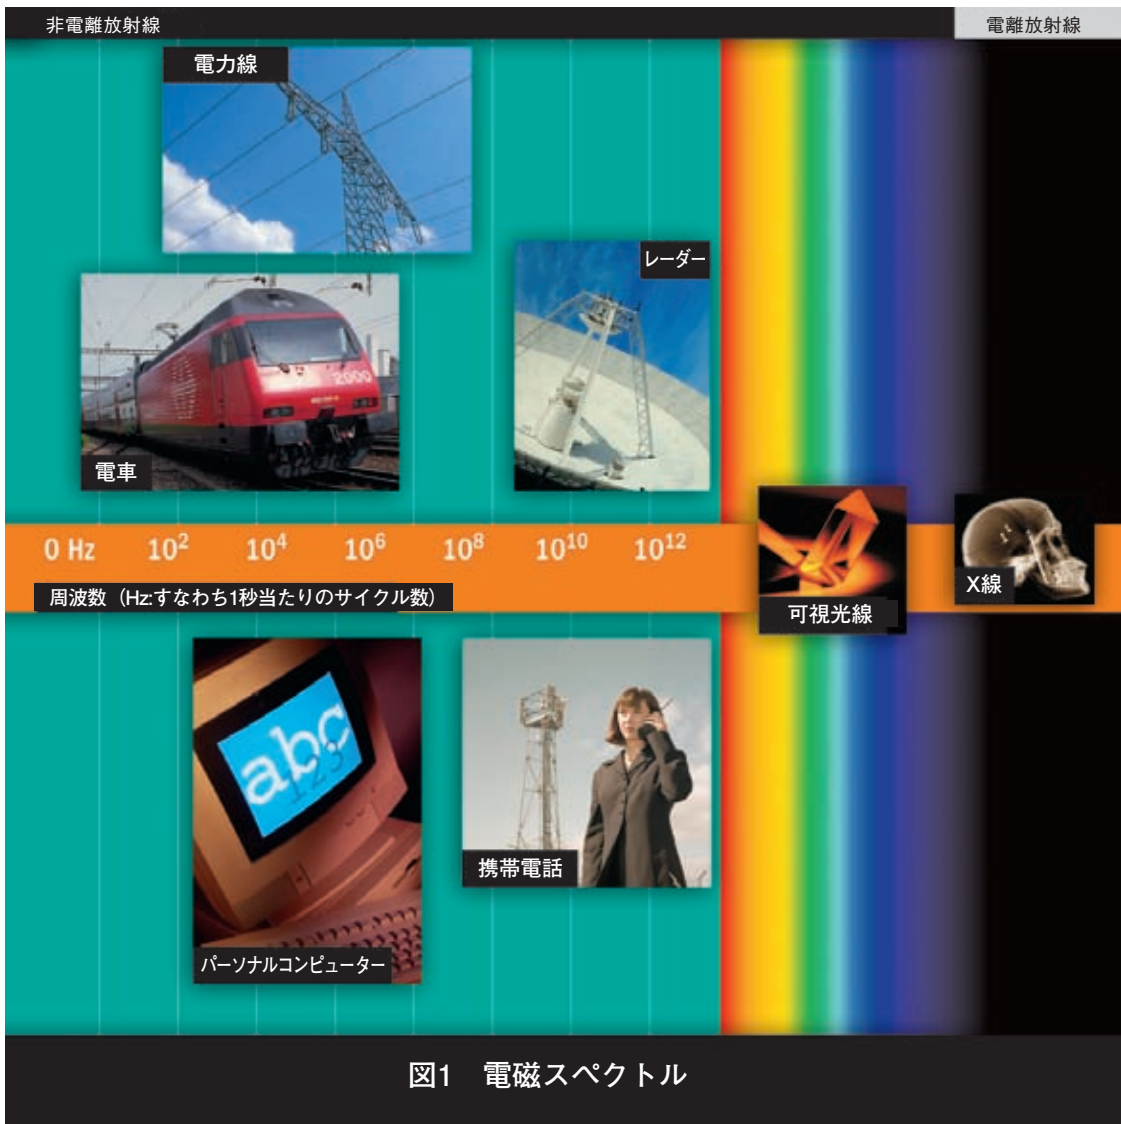 非電離放射線
電離放射線
電力線
レーダー
2000
電車
0 Hz 10² 10⁴ 10⁶ 10⁸ 10¹⁰ 10¹²
周波数（Hz:すなわち1秒当たりのサイクル数）
可視光線
X線
abc
123
携帯電話
パーソナルコンピューター
図1 電磁スペクトル